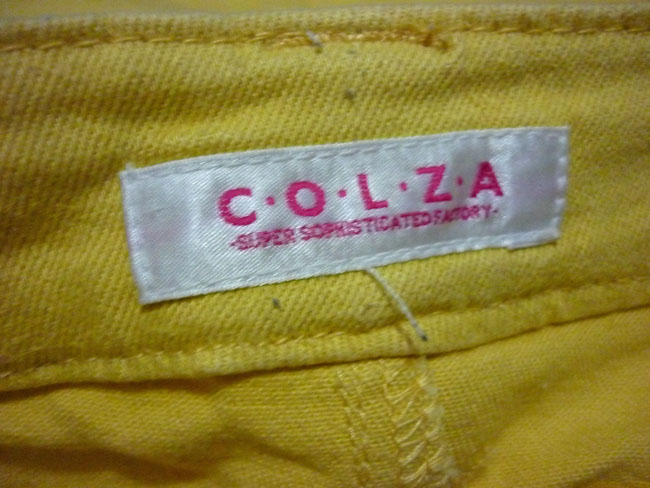 C·O·L·Z·A
-SUPER SOPHISTICATED FACTORY-